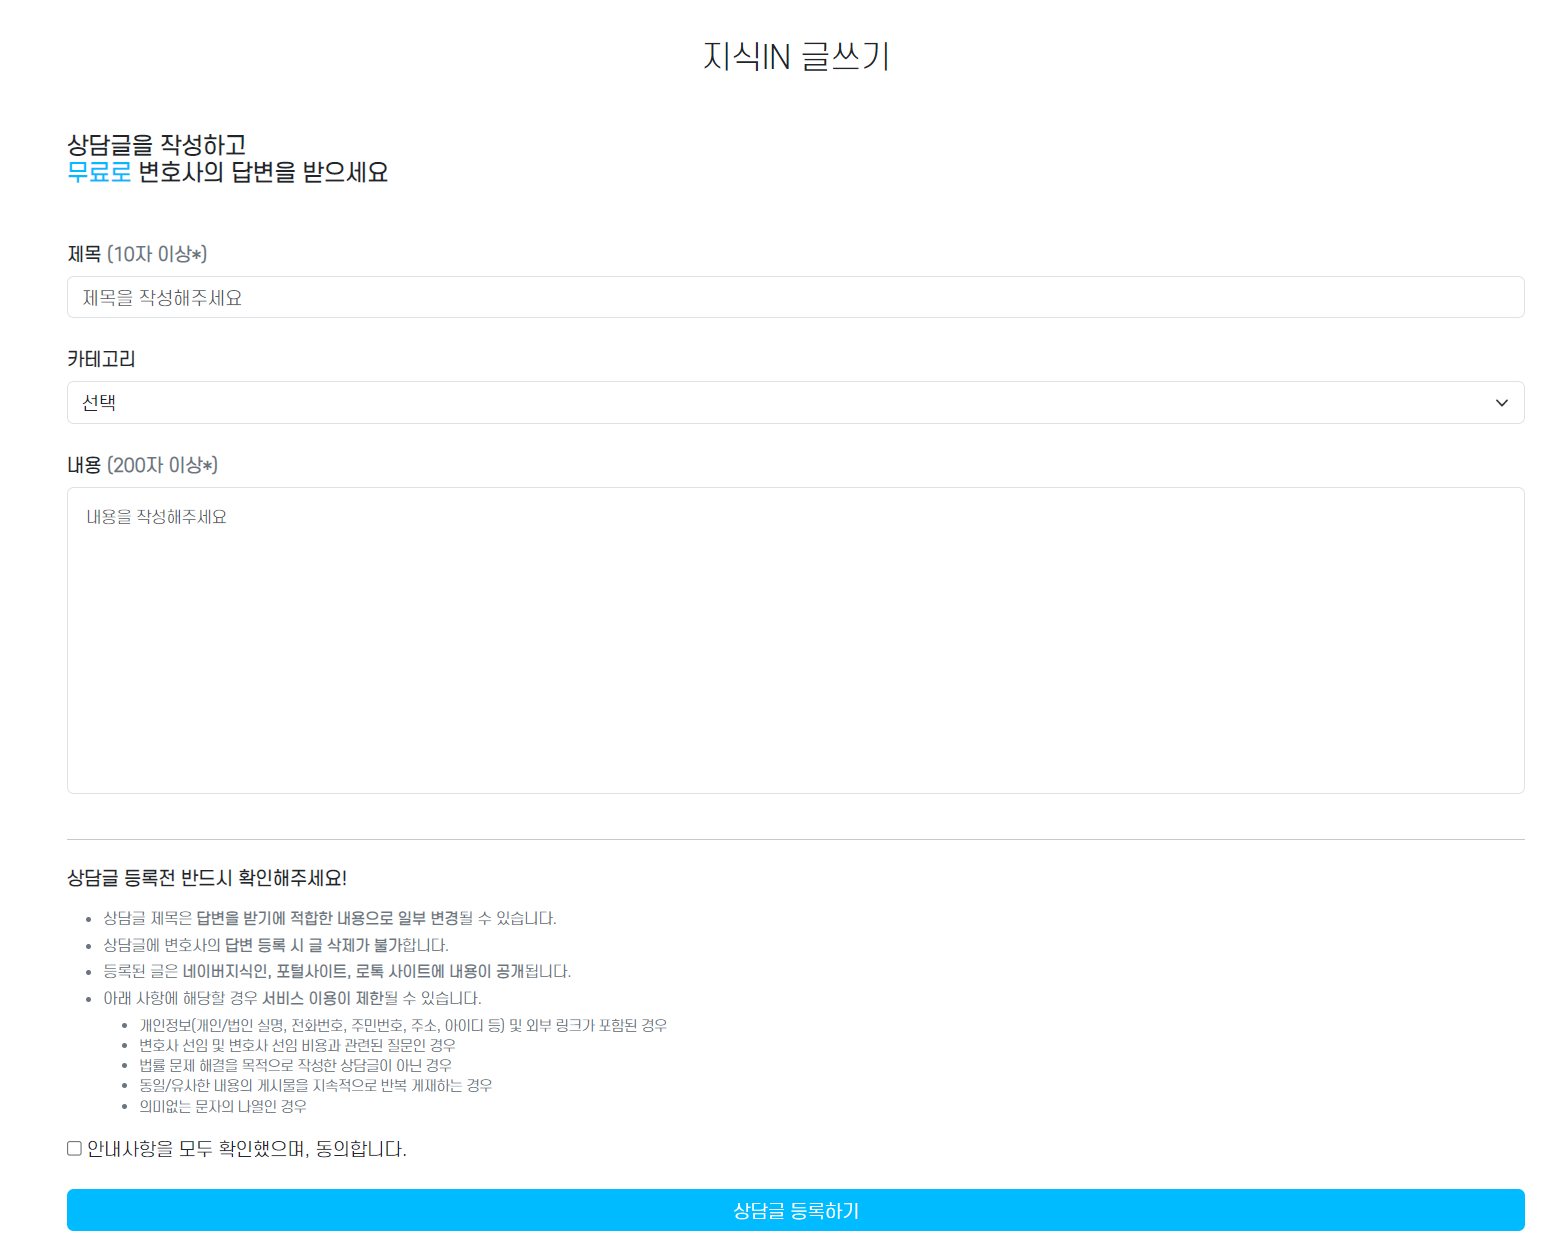 지식IN 글쓰기
상담글을 작성하고
무료로 변호사의 답변을 받으세요
제목 (10자 이상*)
제목을 작성해주세요
카테고리
선택
내용 (200자 이상*)
내용을 작성해주세요
상담글 등록전 반드시 확인해주세요!
상담글 제목은 답변을 받기에 적합한 내용으로 일부 변경될 수 있습니다.
상담글에 변호사의 답변 등록 시 글 삭제가 불가합니다.
등록된 글은 네이버지식인, 포털사이트, 로톡 사이트에 내용이 공개됩니다.
아래 사항에 해당할 경우 서비스 이용이 제한될 수 있습니다.
개인정보(개인/법인 실명, 전화번호, 주민번호, 주소, 아이디 등) 및 외부 링크가 포함된 경우
변호사 선임 및 변호사 선임 비용과 관련된 질문인 경우
법률 문제 해결을 목적으로 작성한 상담글이 아닌 경우
동일/유사한 내용의 게시물을 지속적으로 반복 게재하는 경우
의미없는 문자의 나열인 경우
안내사항을 모두 확인했으며, 동의합니다.
상담글 등록하기